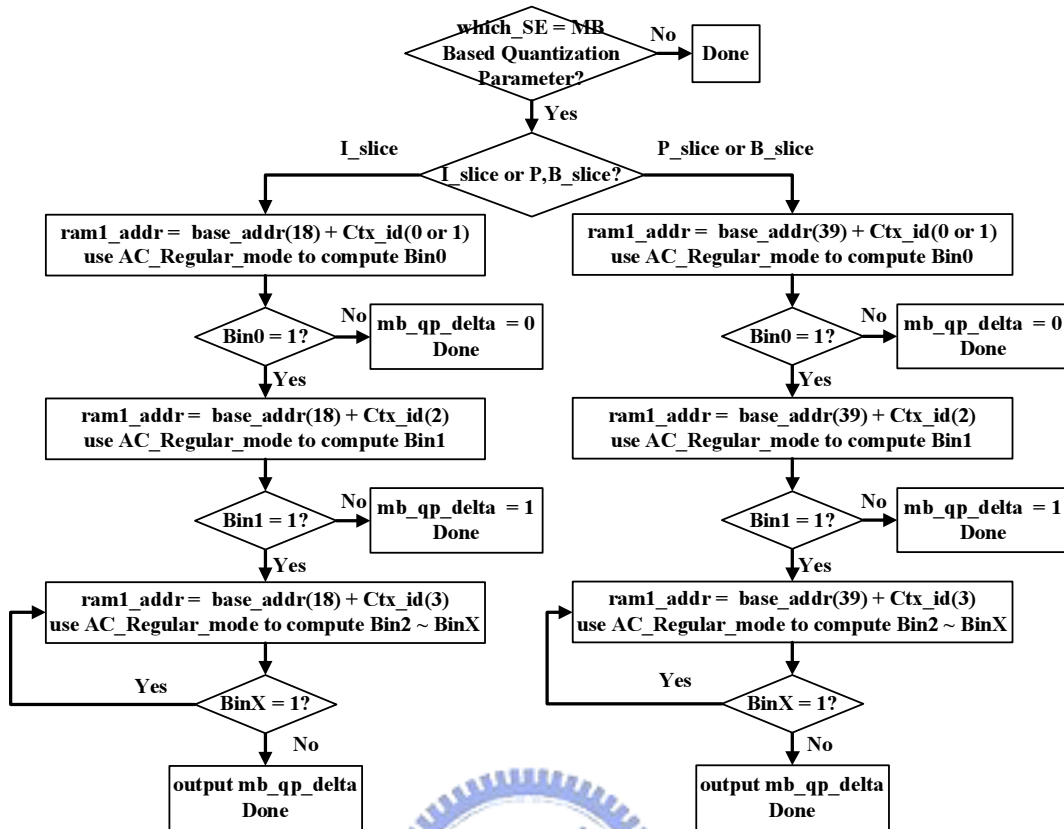 which_SE = MB
Based Quantization
Parameter?
No
Done
Yes
I_slice
P_slice or B_slice
I_slice or P,B_slice?
ram1_addr = base_addr(18) + Ctx_id(0 or 1)
use AC_Regular_mode to compute Bin0
ram1_addr = base_addr(39) + Ctx_id(0 or 1)
use AC_Regular_mode to compute Bin0
Bin0 = 1?
No
mb_qp_delta = 0
Done
Bin0 = 1?
No
mb_qp_delta = 0
Done
Yes
Yes
ram1_addr = base_addr(18) + Ctx_id(2)
use AC_Regular_mode to compute Bin1
ram1_addr = base_addr(39) + Ctx_id(2)
use AC_Regular_mode to compute Bin1
Bin1 = 1?
No
mb_qp_delta = 1
Done
Bin1 = 1?
No
mb_qp_delta = 1
Done
Yes
Yes
ram1_addr = base_addr(18) + Ctx_id(3)
use AC_Regular_mode to compute Bin2 ~ BinX
ram1_addr = base_addr(39) + Ctx_id(3)
use AC_Regular_mode to compute Bin2 ~ BinX
Yes
BinX = 1?
Yes
BinX = 1?
No
No
output mb_qp_delta
Done
output mb_qp_delta
Done